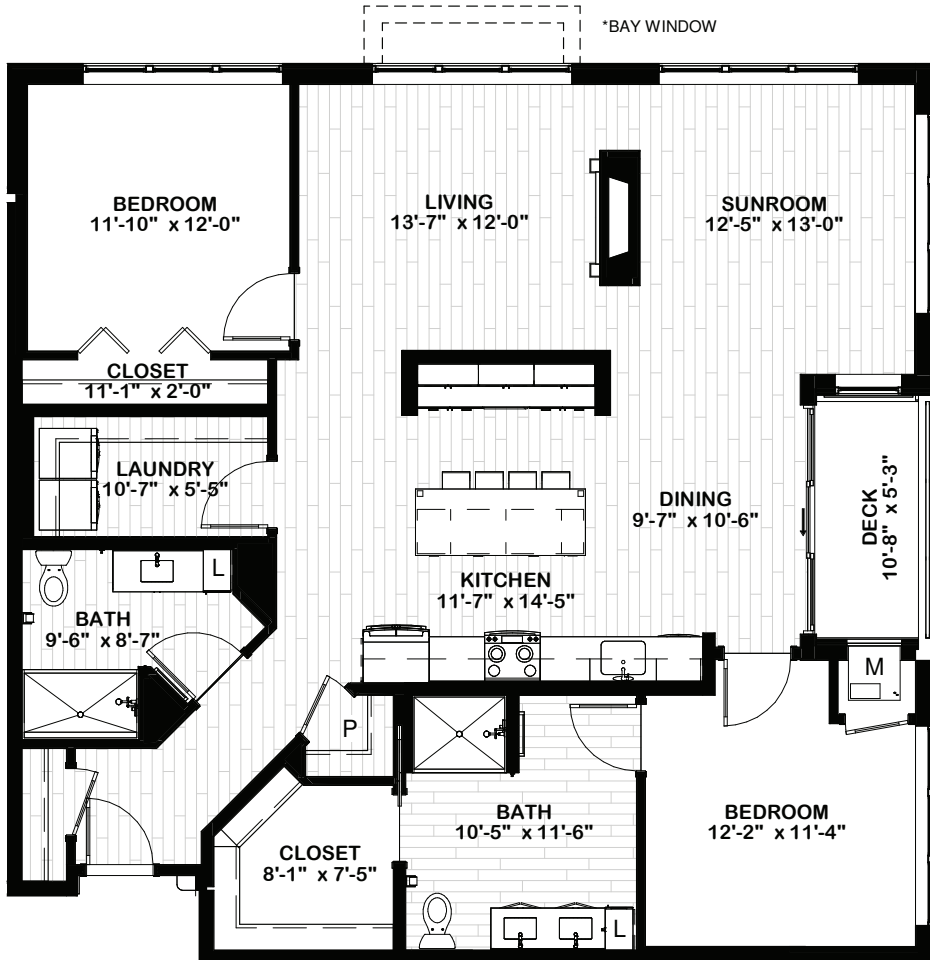 *BAY WINDOW
BEDROOM
11'-10" x 12'-0"
LIVING
13'-7" x 12'-0"
SUNROOM
12'-5" x 13'-0"
CLOSET
11'-1" x 2'-0"
LAUNDRY
10'-7" x 5'-5"
DINING
9'-7" x 10'-6"
DECK
10'-8" x 5'-3"
L
KITCHEN
11'-7" x 14'-5"
BATH
9'-6" x 8'-7"
M
P
BATH
10'-5" x 11'-6"
BEDROOM
12'-2" x 11'-4"
CLOSET
8'-1" x 7'-5"
L